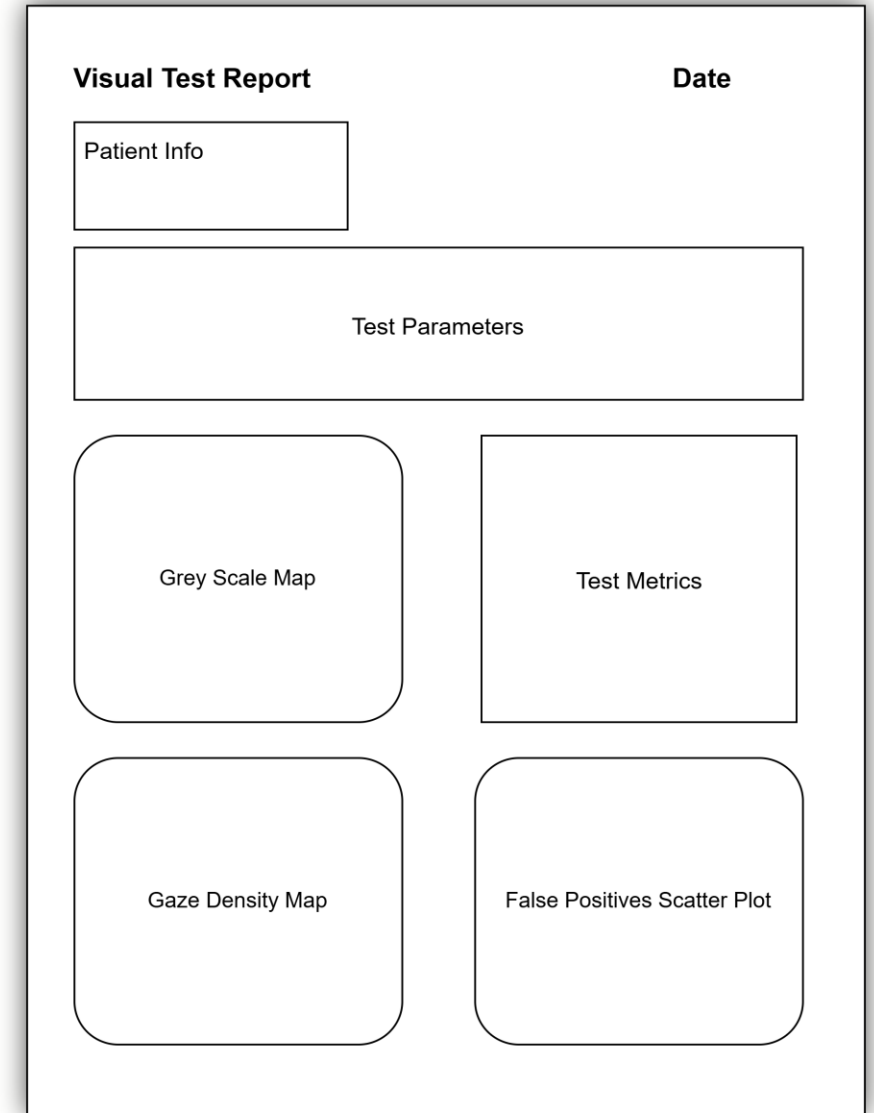 Visual Test Report Date
Patient Info
Test Parameters
Grey Scale Map
Test Metrics
Gaze Density Map
False Positives Scatter Plot